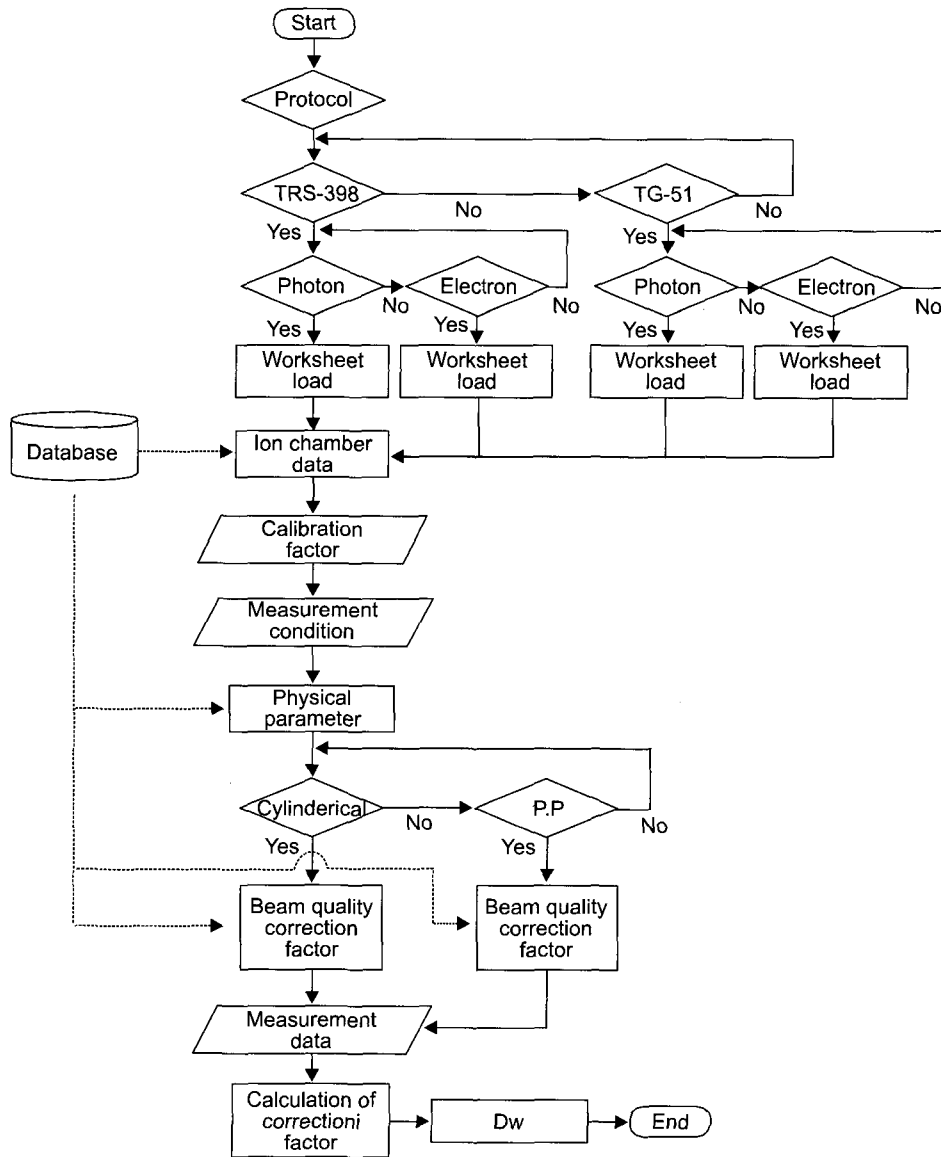 Start
Protocol
TRS-398
No
TG-51
No
Yes
Yes
Photon
No
Electron
No
Photon
No
Electron
No
Yes
Yes
Yes
Yes
Worksheet
load
Worksheet
load
Worksheet
load
Worksheet
load
Database
Ion chamber
data
Calibration
factor
Measurement
condition
Physical
parameter
Cylinderical
No
P.P
No
Yes
Yes
Beam quality
correction
factor
Beam quality
correction
factor
Measurement
data
Calculation of
correctioni
factor
Dw
End